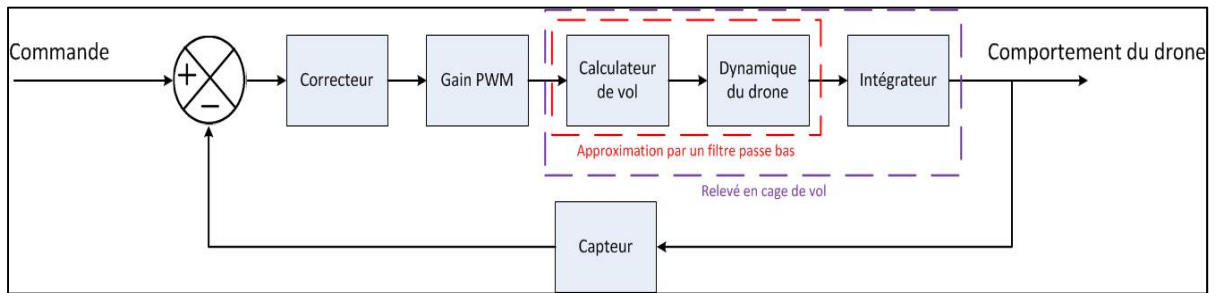 Commande
+
−
Correcteur
Gain PWM
Calculateur
de vol
Dynamique
du drone
Intégrateur
Comportement du drone
Approximation par un filtre passe bas
Relevé en cage de vol
Capteur